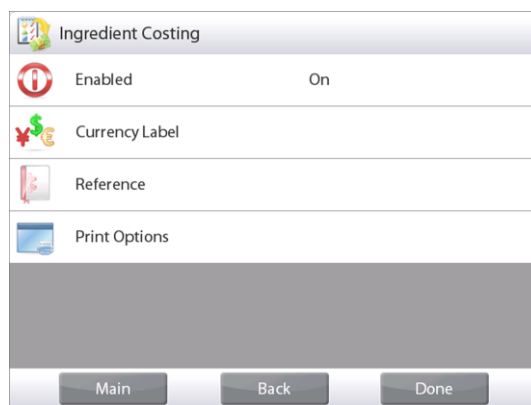 Ingredient Costing
Enabled On
Currency Label
Reference
Print Options
Main Back Done